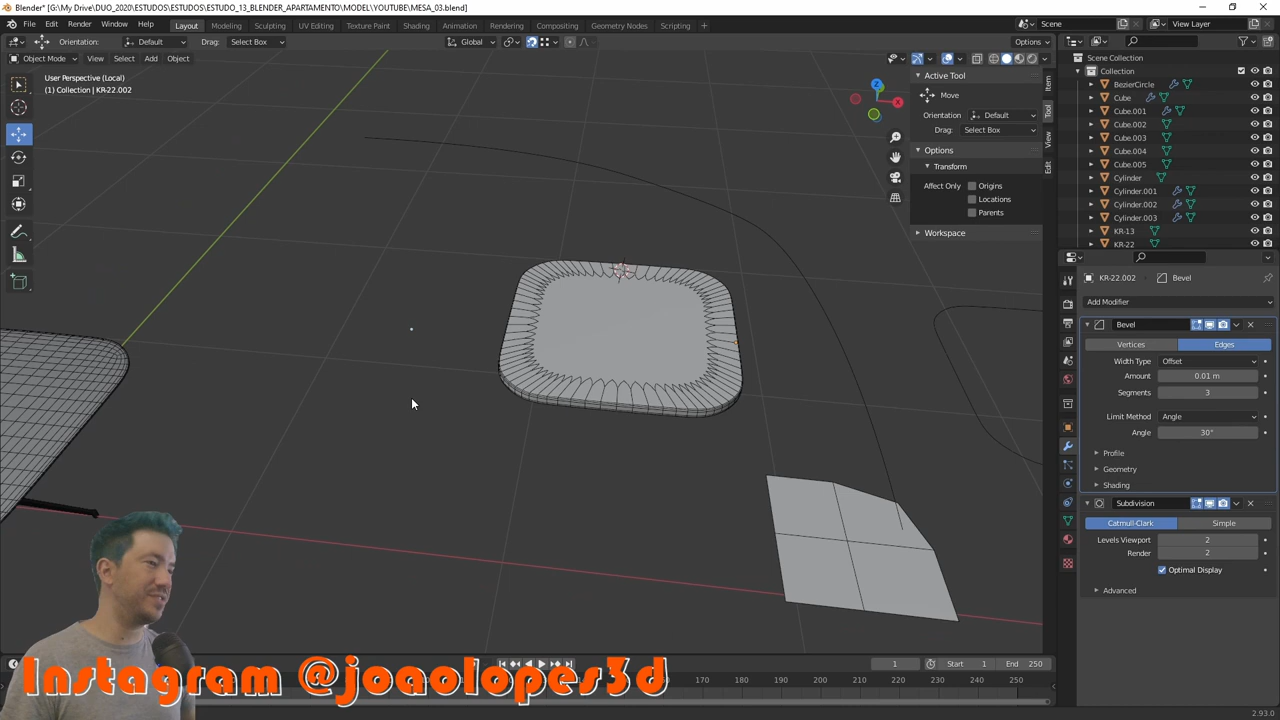 Blender* [G:\My Drive\DUO_2020\ESTUDOS\ESTUDOS\ESTUDO_13_BLENDER_APARTAMENTO\MODEL\YOUTUBE\MESA_03.blend]
File Edit Render Window Help Layout Modeling Sculpting UV Editing Texture Paint Shading Animation Rendering Compositing Geometry Nodes Scripting Scene View Layer
Orientation: Default Drag: Select Box Global Options
Object Mode View Select Add Object
User Perspective (Local)
(1) Collection | KR-22.002
Z
X
Active Tool
Move
Orientation Default
Drag: Select Box
Options
Transform
Affect Only Origins
Locations
Parents
Workspace
Item
Tool
View
Edit
Scene Collection
Collection
BezierCircle
Cube
Cube.001
Cube.002
Cube.003
Cube.004
Cube.005
Cylinder
Cylinder.001
Cylinder.002
Cylinder.003
KR-13
KR-22
KR-22.002 Bevel
Add Modifier
Bevel
Vertices Edges
Width Type Offset
Amount 0.01 m
Segments 3
Limit Method Angle
Angle 30°
Profile
Geometry
Shading
Subdivision
Catmull-Clark Simple
Levels Viewport 2
Render 2
Optimal Display
Advanced
Instagram @joaolopes3d
1 Start 1 End 250
170 180 190 200 210 220 230 240 250
2.93.0